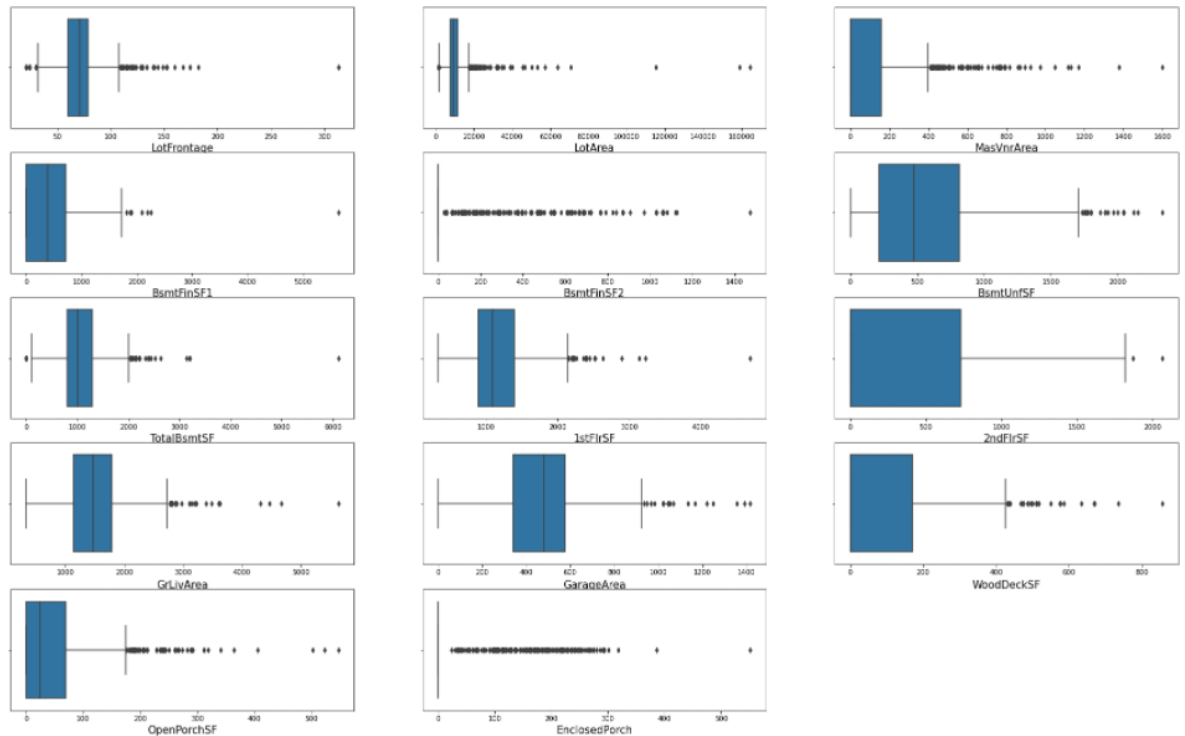 50 100 150 200 250 300
LotFrontage
0 20000 40000 60000 80000 100000 120000 140000 160000
LotArea
0 200 400 600 800 1000 1200 1400 1600
MasVnrArea
0 1000 2000 3000 4000 5000
BsmtFinSF1
0 200 400 600 800 1000 1200 1400
BsmtFinSF2
0 500 1000 1500 2000
BsmtUnfSF
0 1000 2000 3000 4000 5000 6000
TotalBsmtSF
1000 2000 3000 4000
1stFlrSF
0 500 1000 1500 2000
2ndFlrSF
1000 2000 3000 4000 5000
GrLivArea
0 200 400 600 800 1000 1200 1400
GarageArea
0 200 400 600 800
WoodDeckSF
0 100 200 300 400 500
OpenPorchSF
0 100 200 300 400 500
EnclosedPorch